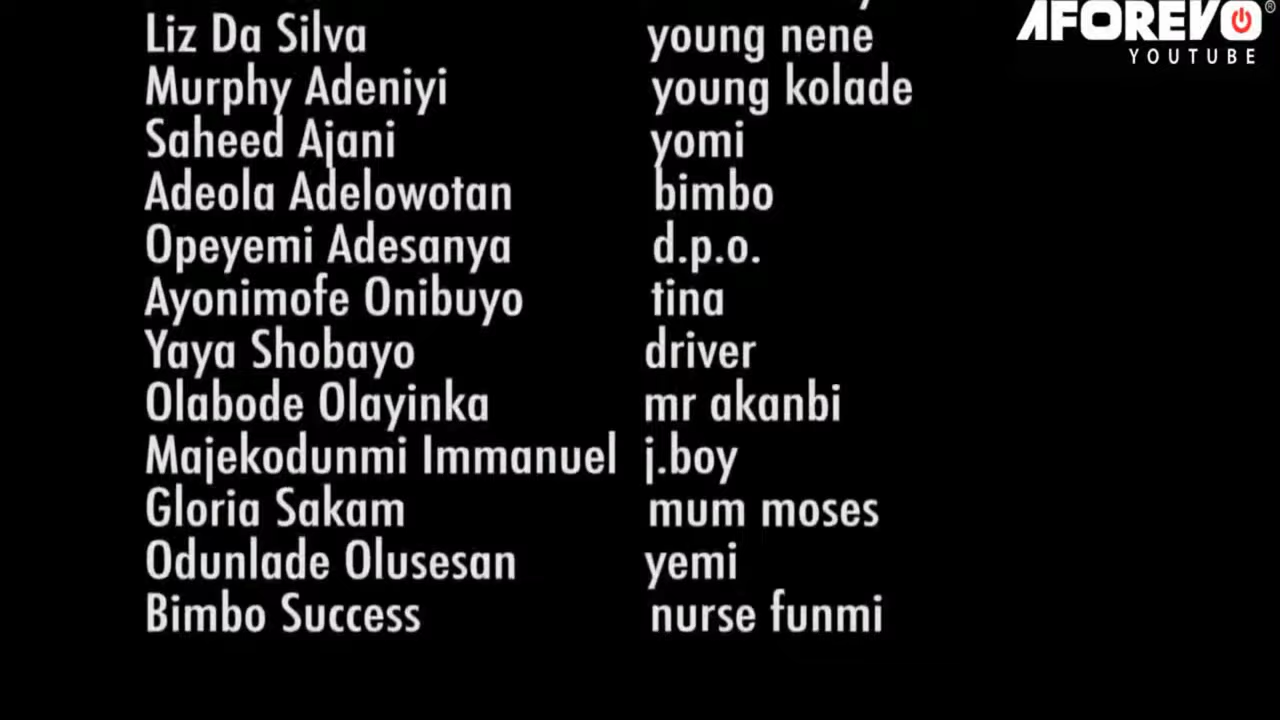 AFOREVO®
YOUTUBE
Liz Da Silva young nene
Murphy Adeniyi young kolade
Saheed Ajani yomi
Adeola Adelowotan bimbo
Opeyemi Adesanya d.p.o.
Ayonimofe Onibuyo tina
Yaya Shobayo driver
Olabode Olayinka mr akanbi
Majekodunmi Immanuel j.boy
Gloria Sakam mum moses
Odunlade Olusesan yemi
Bimbo Success nurse funmi